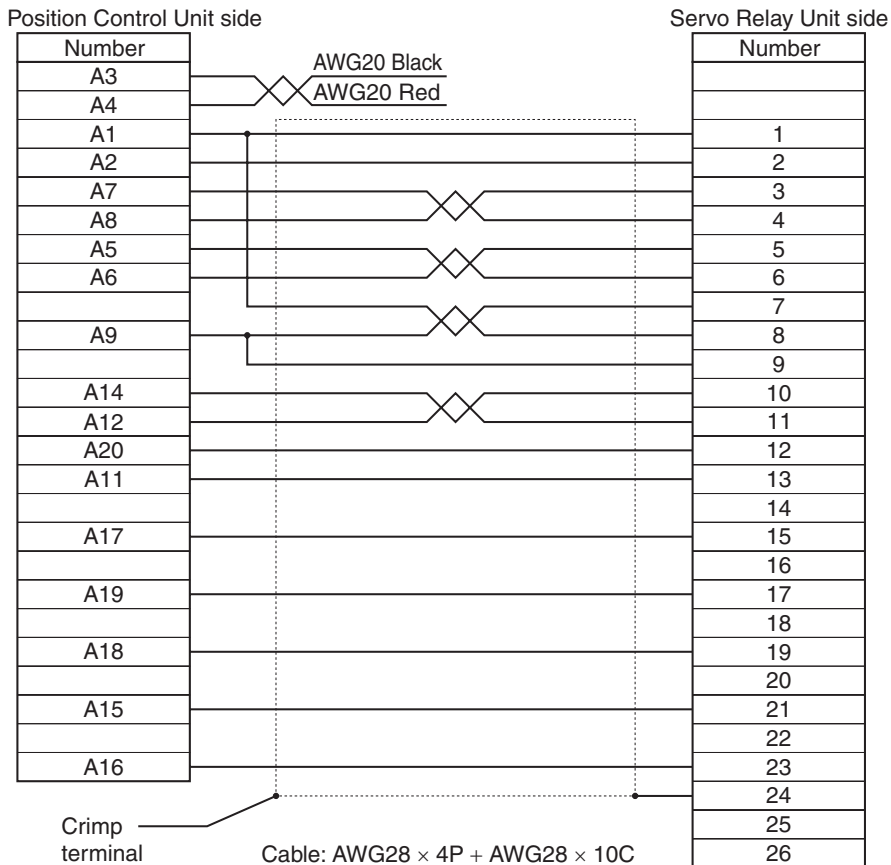 Position Control Unit side
Servo Relay Unit side
Number
Number
A3
AWG20 Black
A4
AWG20 Red
A1
1
A2
2
A7
3
A8
4
A5
5
A6
6
7
A9
8
9
A14
10
A12
11
A20
12
A11
13
14
A17
15
16
A19
17
18
A18
19
20
A15
21
22
A16
23
24
Crimp
terminal
25
Cable: AWG28 × 4P + AWG28 × 10C
26